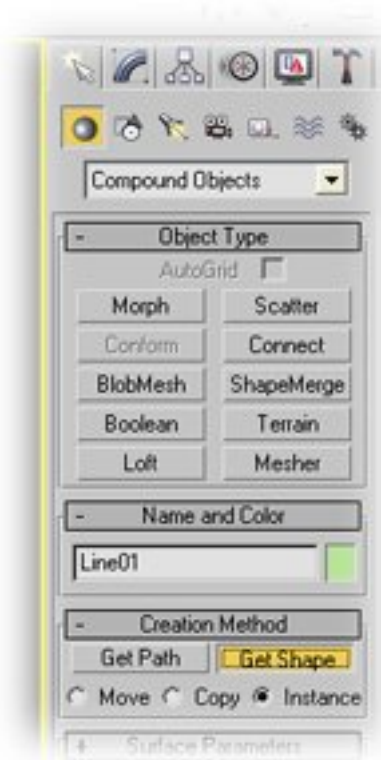 Compound Objects
- Object Type
AutoGrid
Morph Scatter
Conform Connect
BlobMesh ShapeMerge
Boolean Terrain
Loft Mesher
- Name and Color
Line01
- Creation Method
Get Path Get Shape
Move Copy Instance
+ Surface Parameters